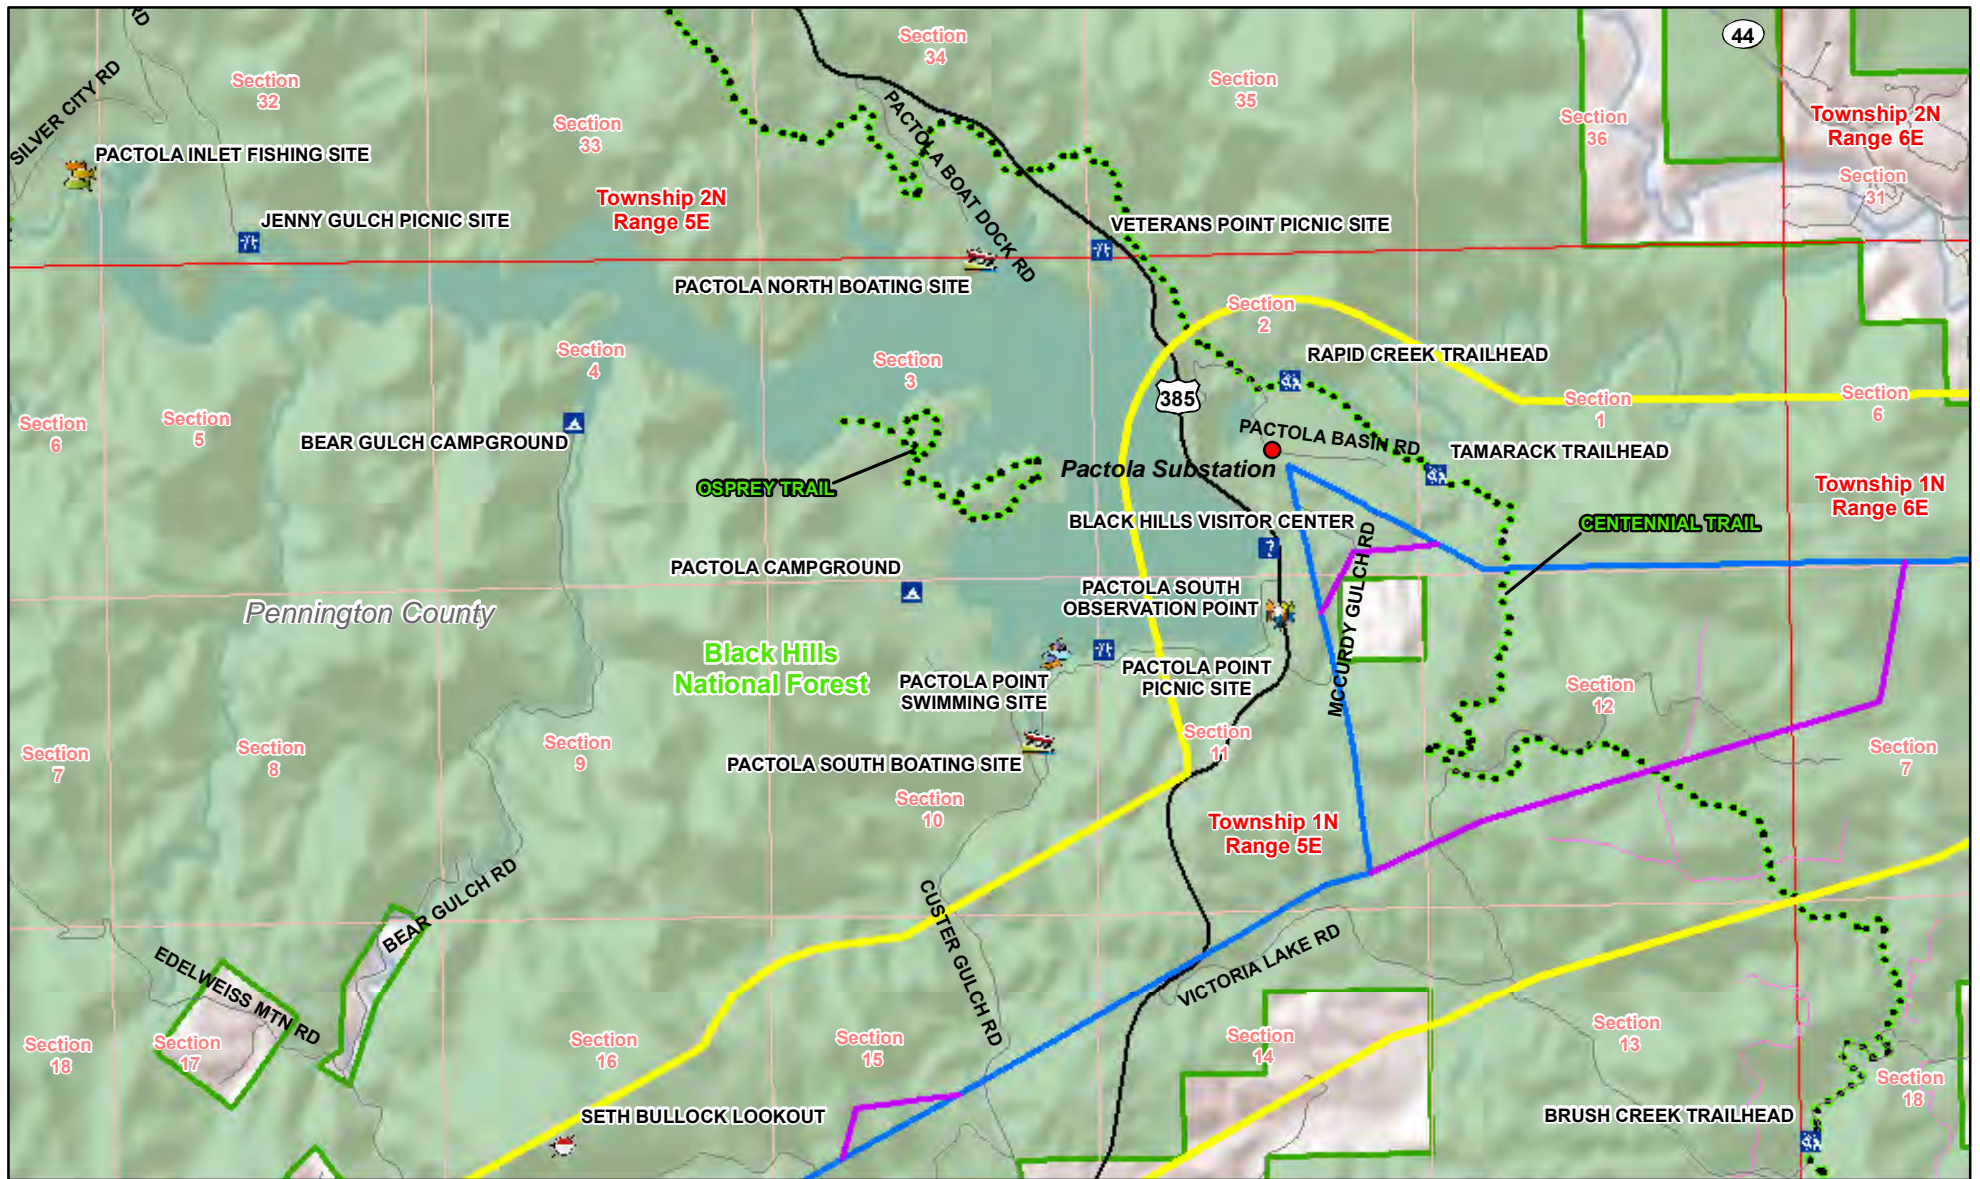 RD
44
Section
34
Section
32
Section
35
SILVER CITY RD
Section
33
Section
36
Township 2N
Range 6E
PACTOLA INLET FISHING SITE
PACTOLA BOAT DOCK RD
Section
31
Township 2N
Range 5E
JENNY GULCH PICNIC SITE
VETERANS POINT PICNIC SITE
PACTOLA NORTH BOATING SITE
Section
2
Section
4
Section
3
RAPID CREEK TRAILHEAD
385
Section
6
Section
5
Section
1
Section
6
BEAR GULCH CAMPGROUND
PACTOLA BASIN RD
TAMARACK TRAILHEAD
Pactola Substation
OSPREY TRAIL
Township 1N
Range 6E
BLACK HILLS VISITOR CENTER
?
CENTENNIAL TRAIL
PACTOLA CAMPGROUND
PACTOLA SOUTH
OBSERVATION POINT
MCCURDY GULCH RD
Pennington County
Black Hills
National Forest
PACTOLA POINT
SWIMMING SITE
PACTOLA POINT
PICNIC SITE
Section
12
Section
7
Section
8
Section
9
Section
11
Section
7
PACTOLA SOUTH BOATING SITE
Section
10
Township 1N
Range 5E
BEAR GULCH RD
CUSTER GULCH RD
VICTORIA LAKE RD
EDELWEISS MTN RD
Section
18
Section
17
Section
16
Section
15
Section
14
Section
13
Section
18
SETH BULLOCK LOOKOUT
BRUSH CREEK TRAILHEAD